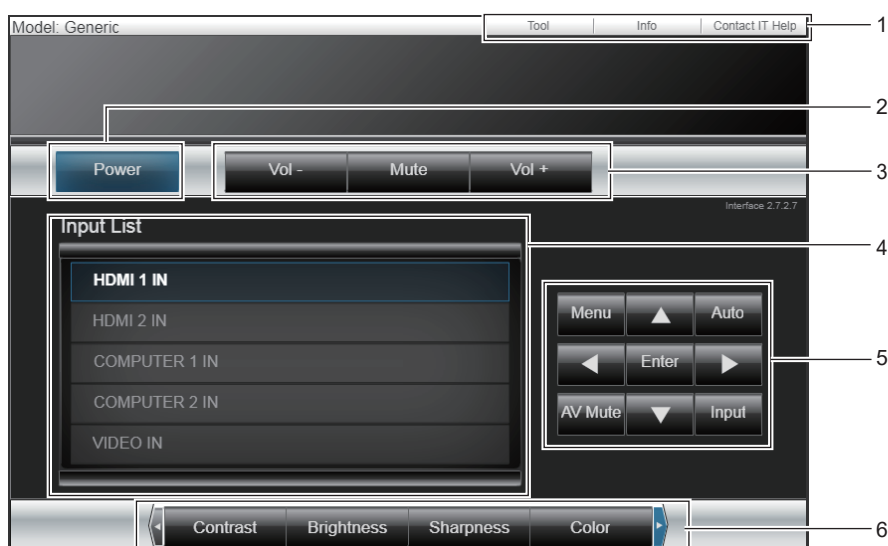 Model: Generic
Tool Info Contact IT Help
1
2
Power
Vol - Mute Vol +
3
Interface 2.7.2.7
Input List
4
HDMI 1 IN
HDMI 2 IN
COMPUTER 1 IN
COMPUTER 2 IN
VIDEO IN
Menu Auto
Enter
5
AV Mute Input
Contrast Brightness Sharpness Color
6